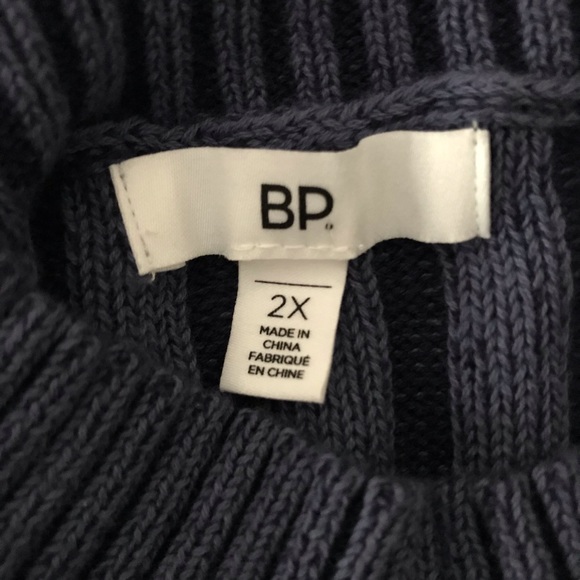 BP.
2X
MADE IN
CHINA
FABRIQUÉ
EN CHINE